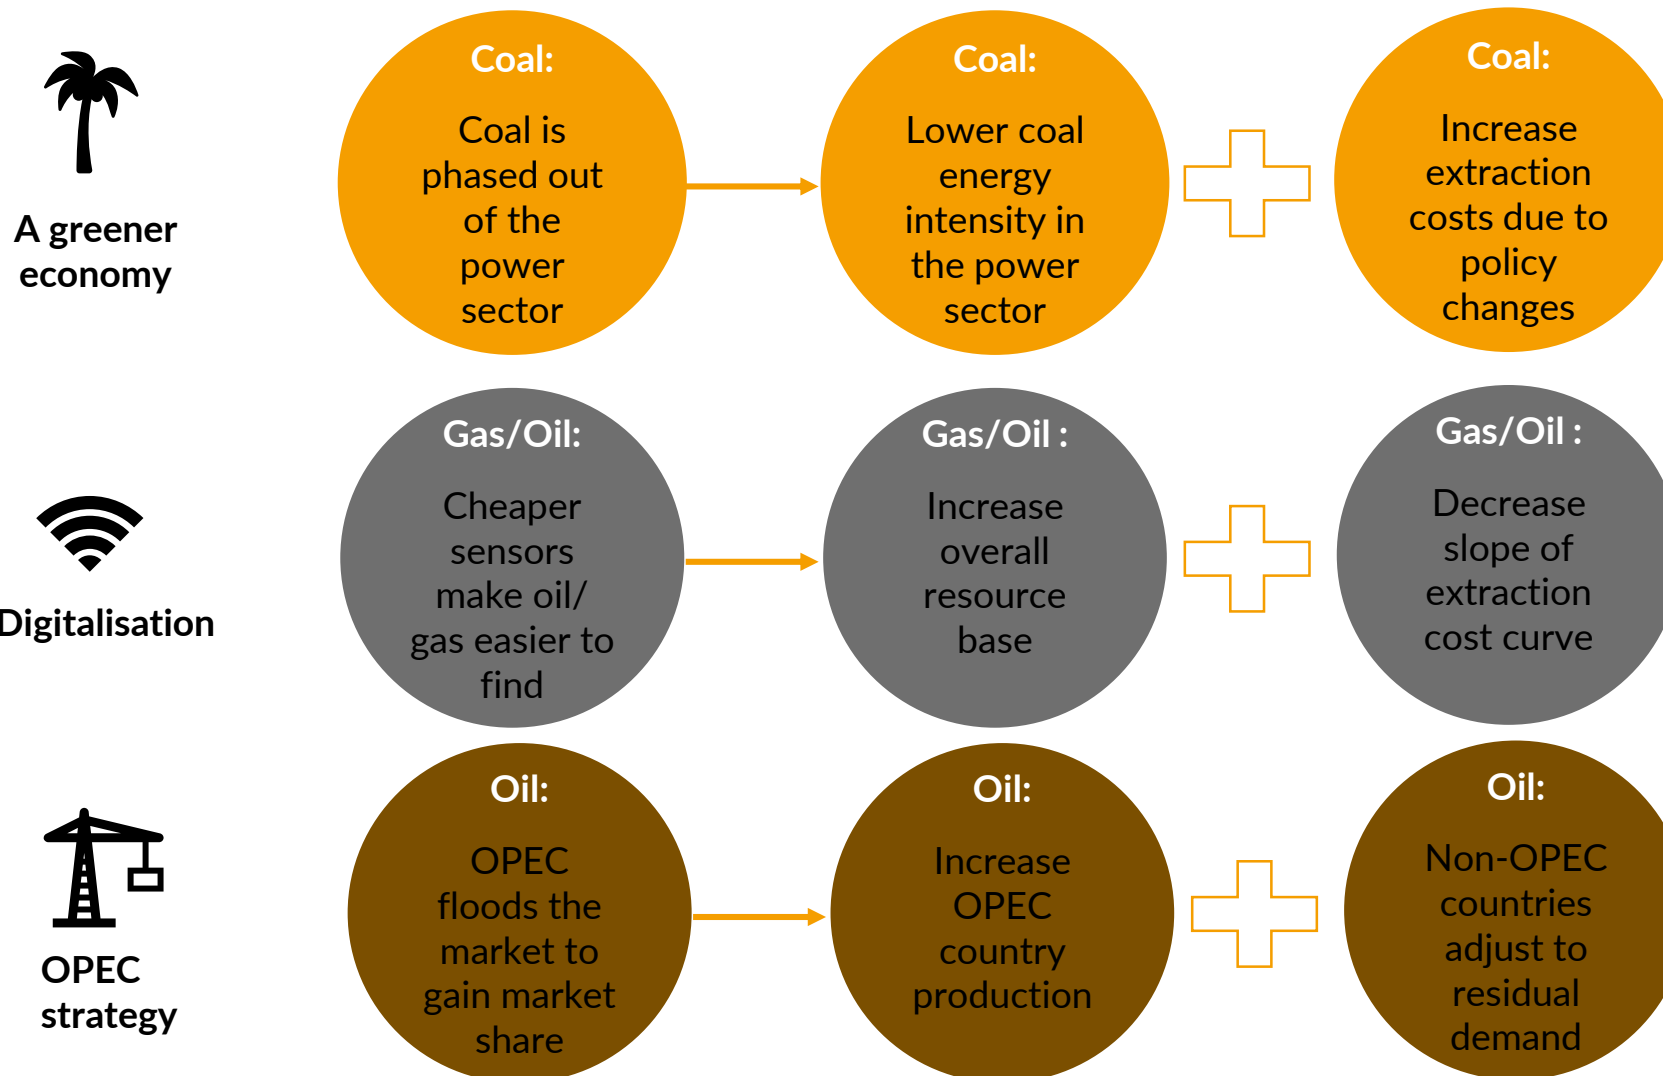 A greener
economy
Coal:
Coal is
phased out
of the
power
sector
Coal:
Lower coal
energy
intensity in
the power
sector
Coal:
Increase
extraction
costs due to
policy
changes
Digitalisation
Gas/Oil:
Cheaper
sensors
make oil/
gas easier to
find
Gas/Oil :
Increase
overall
resource
base
Gas/Oil :
Decrease
slope of
extraction
cost curve
OPEC
strategy
Oil:
OPEC
floods the
market to
gain market
share
Oil:
Increase
OPEC
country
production
Oil:
Non-OPEC
countries
adjust to
residual
demand